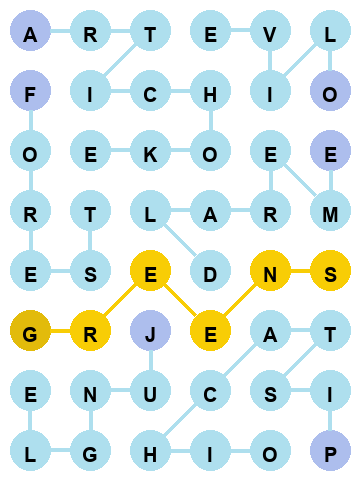 A R T E V L
F I C H I O
O E K O E E
R T L A R M
E S E D N S
G R J E A T
E N U C S I
L G H I O P